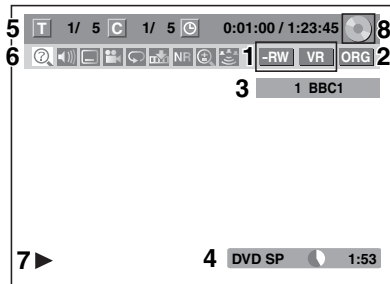 5 T 1/ 5 C 1/ 5 0:01:00 / 1:23:45 8
6 NR 1 -RW VR ORG 2
3 1 BBC1
7 4 DVD SP 1:53